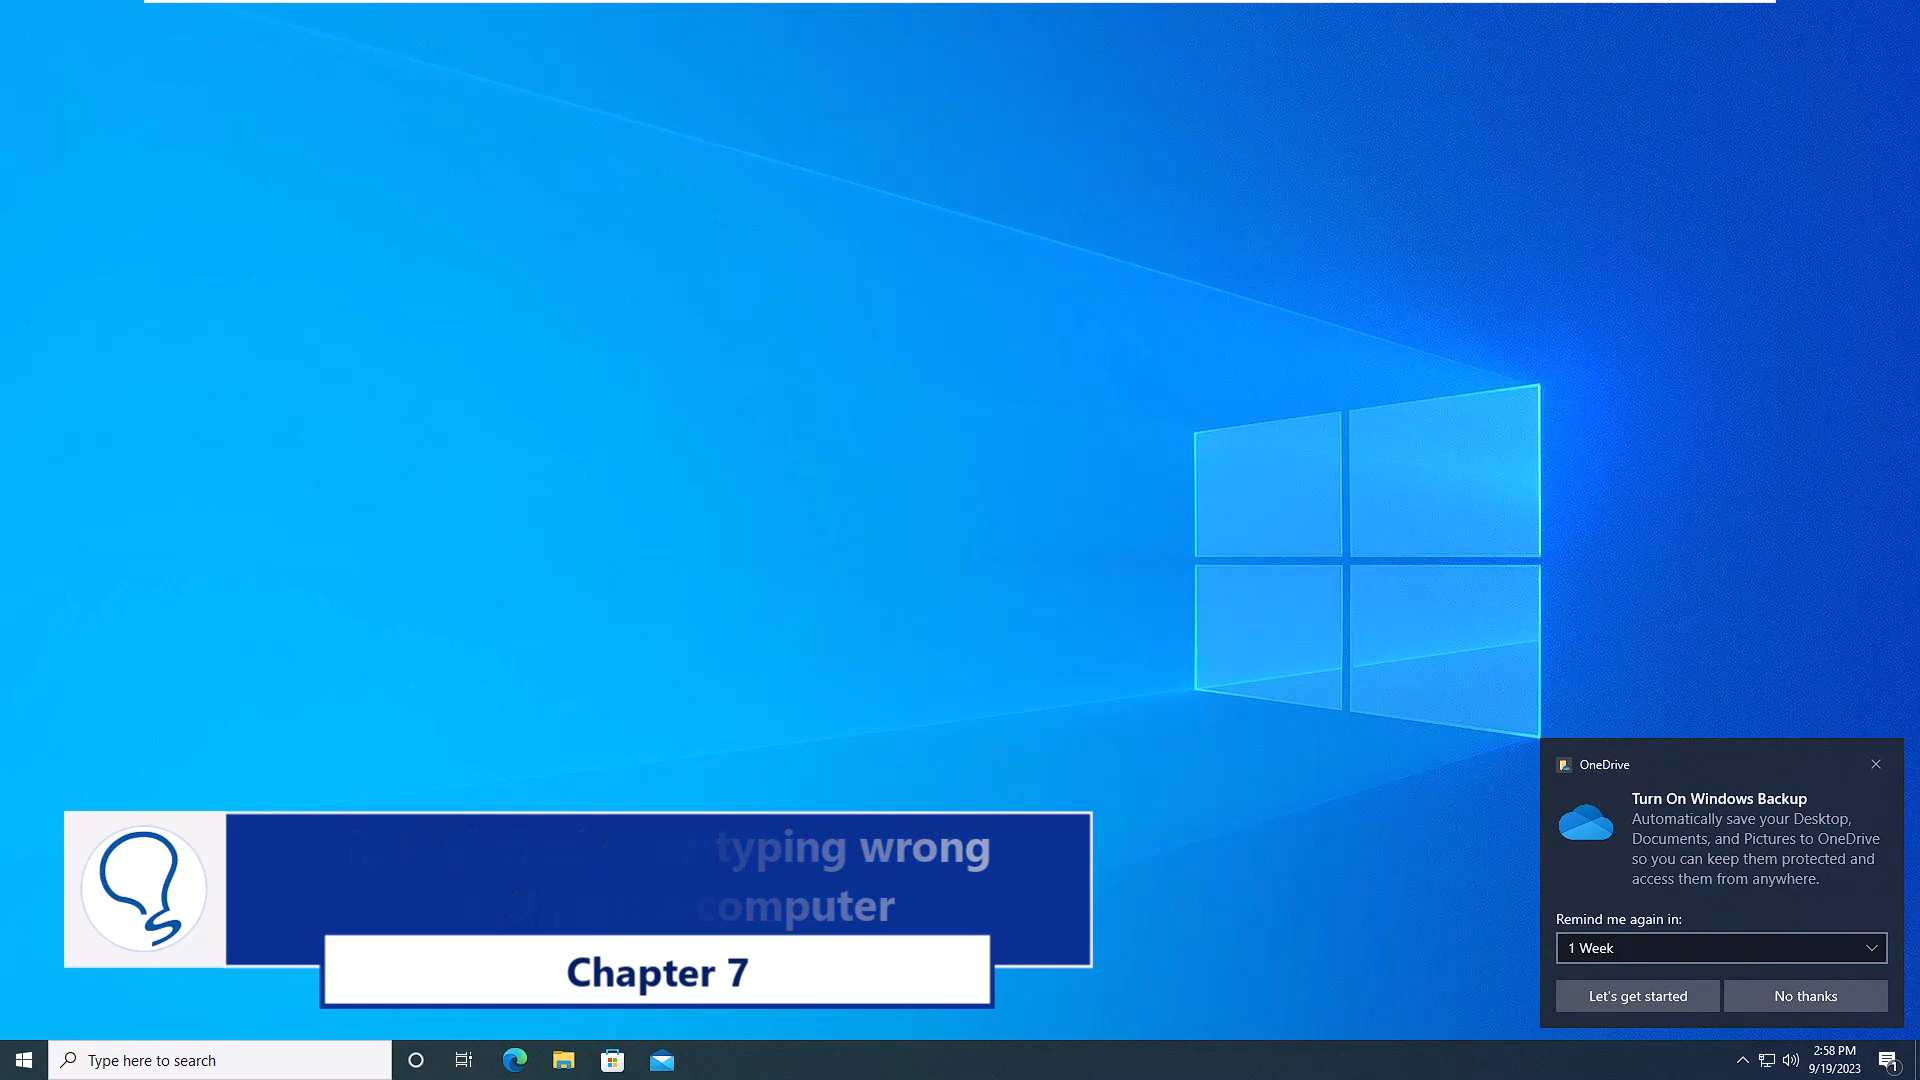 typing wrong
computer
Chapter 7
OneDrive
Turn On Windows Backup
Automatically save your Desktop,
Documents, and Pictures to OneDrive
so you can keep them protected and
access them from anywhere.
Remind me again in:
1 Week
Let's get started
No thanks
Type here to search
2:58 PM
9/19/2023
1